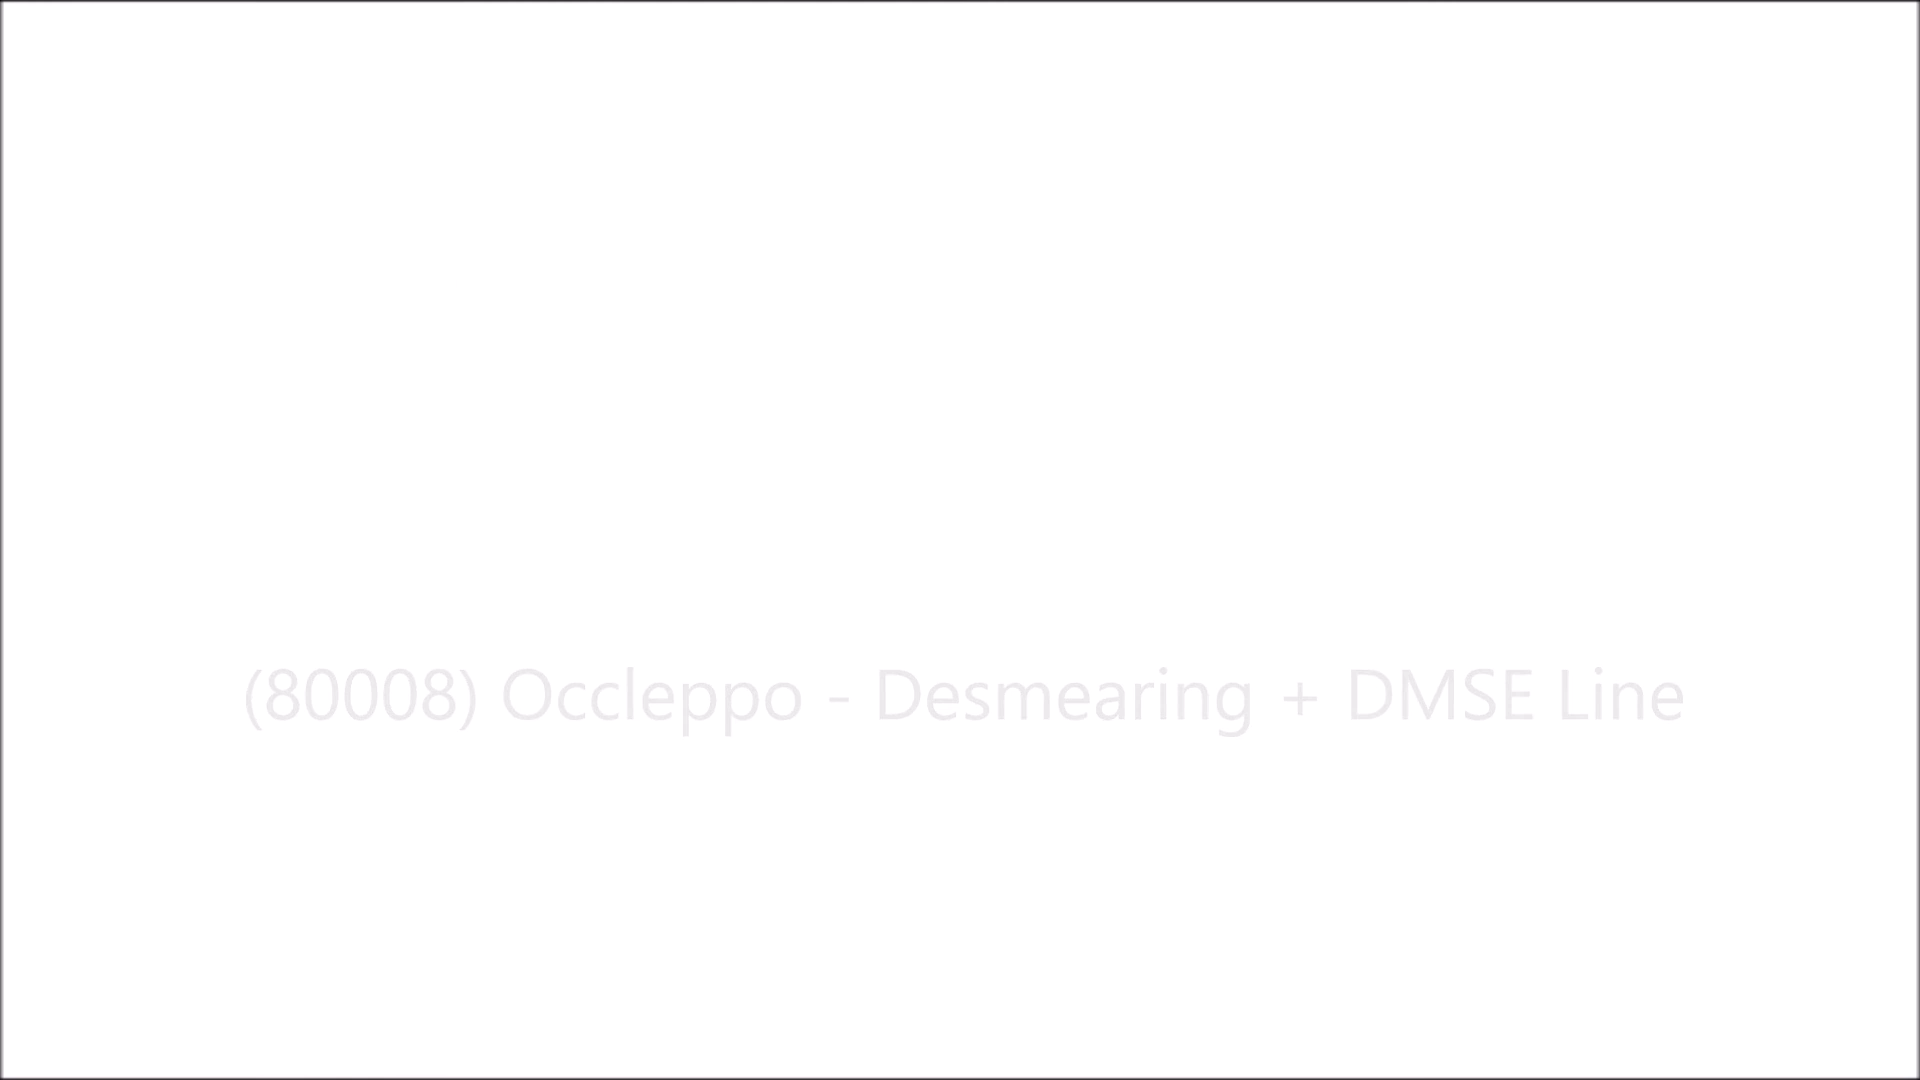 (80008) Occleppo - Desmearing + DMSE Line